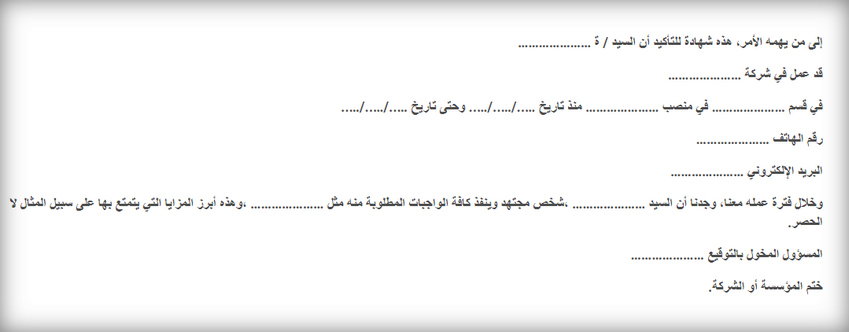 إلى من يهمه الأمر، هذه شهادة للتأكيد أن السيد / ة .....................
قد عمل في شركة .....................
في قسم ..................... في منصب ..................... منذ تاريخ ...../...../..... وحتى تاريخ ...../...../.....
رقم الهاتف .....................
البريد الإلكتروني .....................
وخلال فترة عمله معنا، وجدنا أن السيد ..................... ،شخص مجتهد وينفذ كافة الواجبات المطلوبة منه مثل ..................... ،وهذه أبرز المزايا التي يتمتع بها على سبيل المثال لا
الحصر.
المسؤول المخول بالتوقيع .....................
ختم المؤسسة أو الشركة.